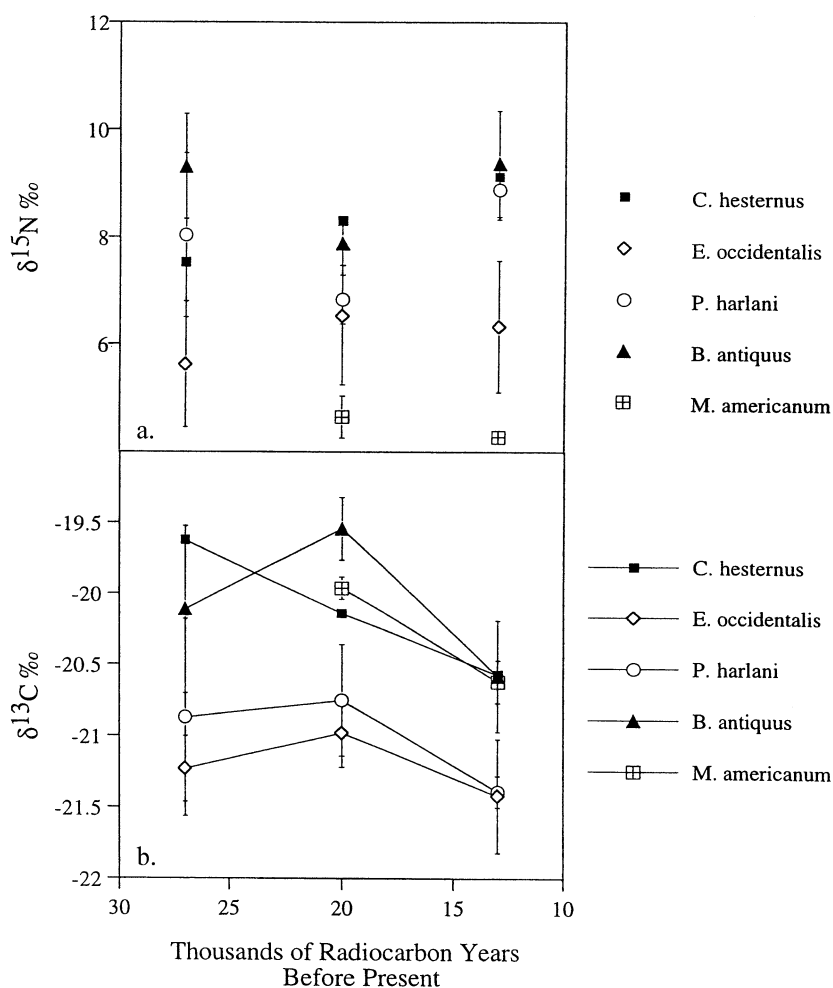 12
10
8
6
δ15N ‰
a.
C. hesternus
E. occidentalis
P. harlani
B. antiquus
M. americanum
-19.5
-20
-20.5
-21
-21.5
-22
δ13C ‰
b.
C. hesternus
E. occidentalis
P. harlani
B. antiquus
M. americanum
30
25
20
15
10
Thousands of Radiocarbon Years
Before Present